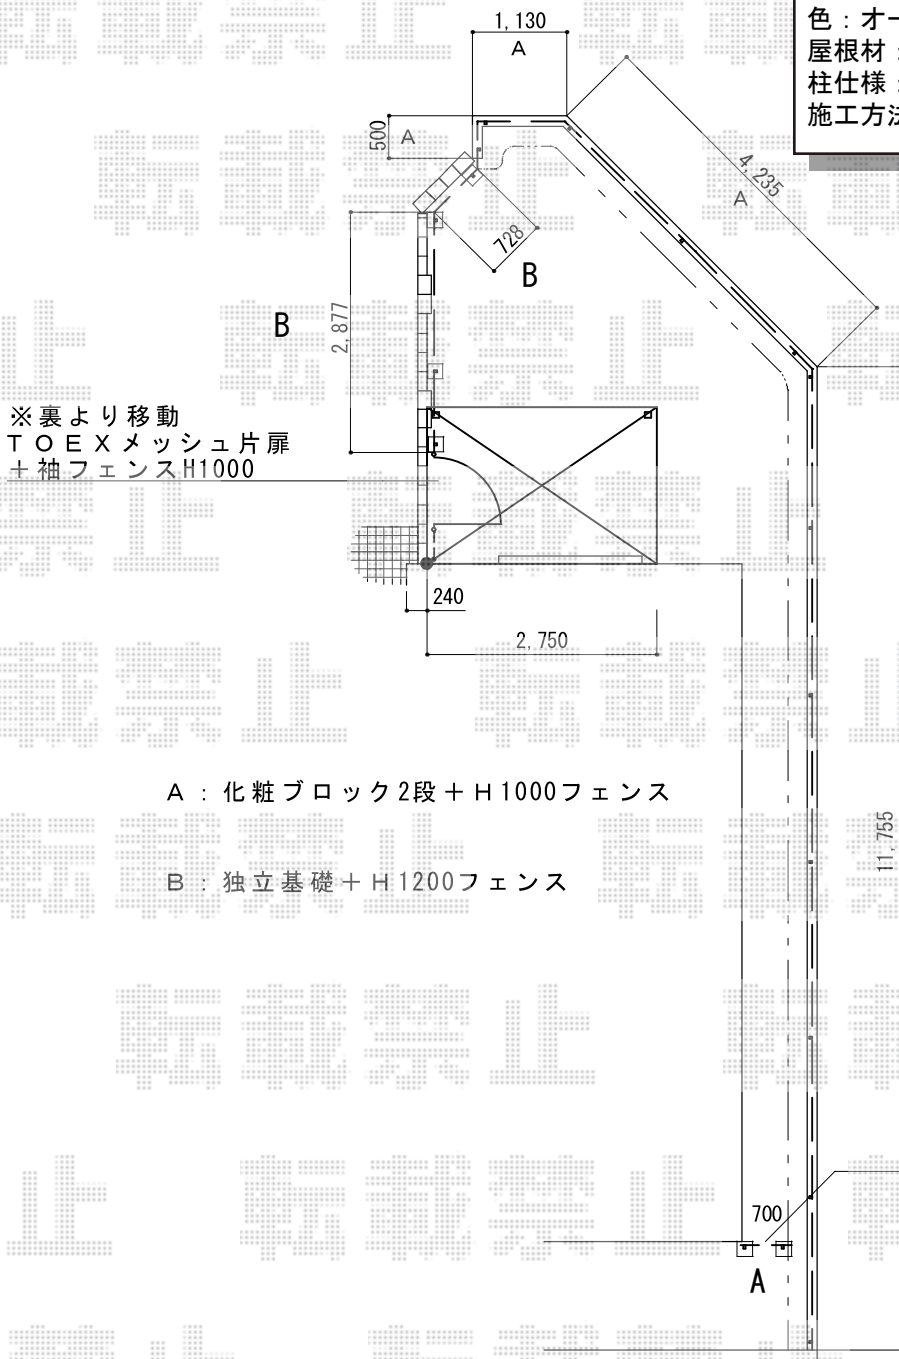 色：オー
屋根材：
柱仕様：
施工方法
1,130
A
500
A
4,235
A
728
B
B
2,877
※裏より移動
ＴＯＥＸメッシュ片扉
＋袖フェンスH1000
240
2,750
A：化粧ブロック2段＋H1000フェンス
B：独立基礎＋H1200フェンス
11,755
700
A
転載禁止